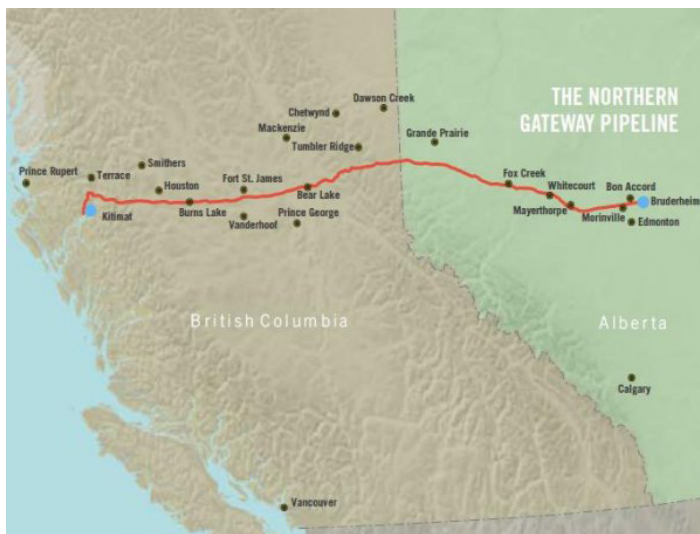 THE NORTHERN
GATEWAY PIPELINE
Dawson Creek
Chetwynd
Mackenzie
Tumbler Ridge
Grande Prairie
Smithers
Prince Rupert
Terrace
Houston
Fort St. James
Bear Lake
Fox Creek
Whitecourt
Bon Accord
Bruderheim
Kitimat
Burns Lake
Vanderhoof
Prince George
Mayerthorpe
Morinville
Edmonton
British Columbia
Alberta
Calgary
Vancouver